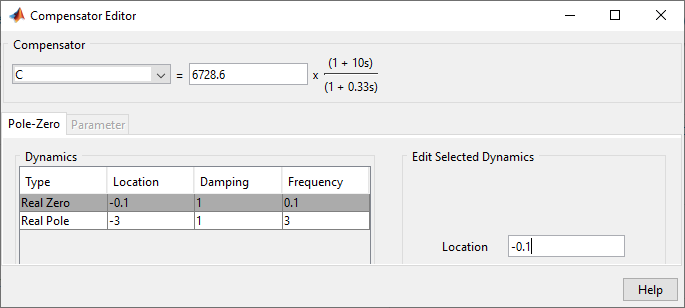 Compensator Editor
Compensator
C = 6728.6 x (1 + 10s)
(1 + 0.33s)
Pole-Zero Parameter
Dynamics
Type Location Damping Frequency
Real Zero -0.1 1 0.1
Real Pole -3 1 3
Edit Selected Dynamics
Location -0.1
Help